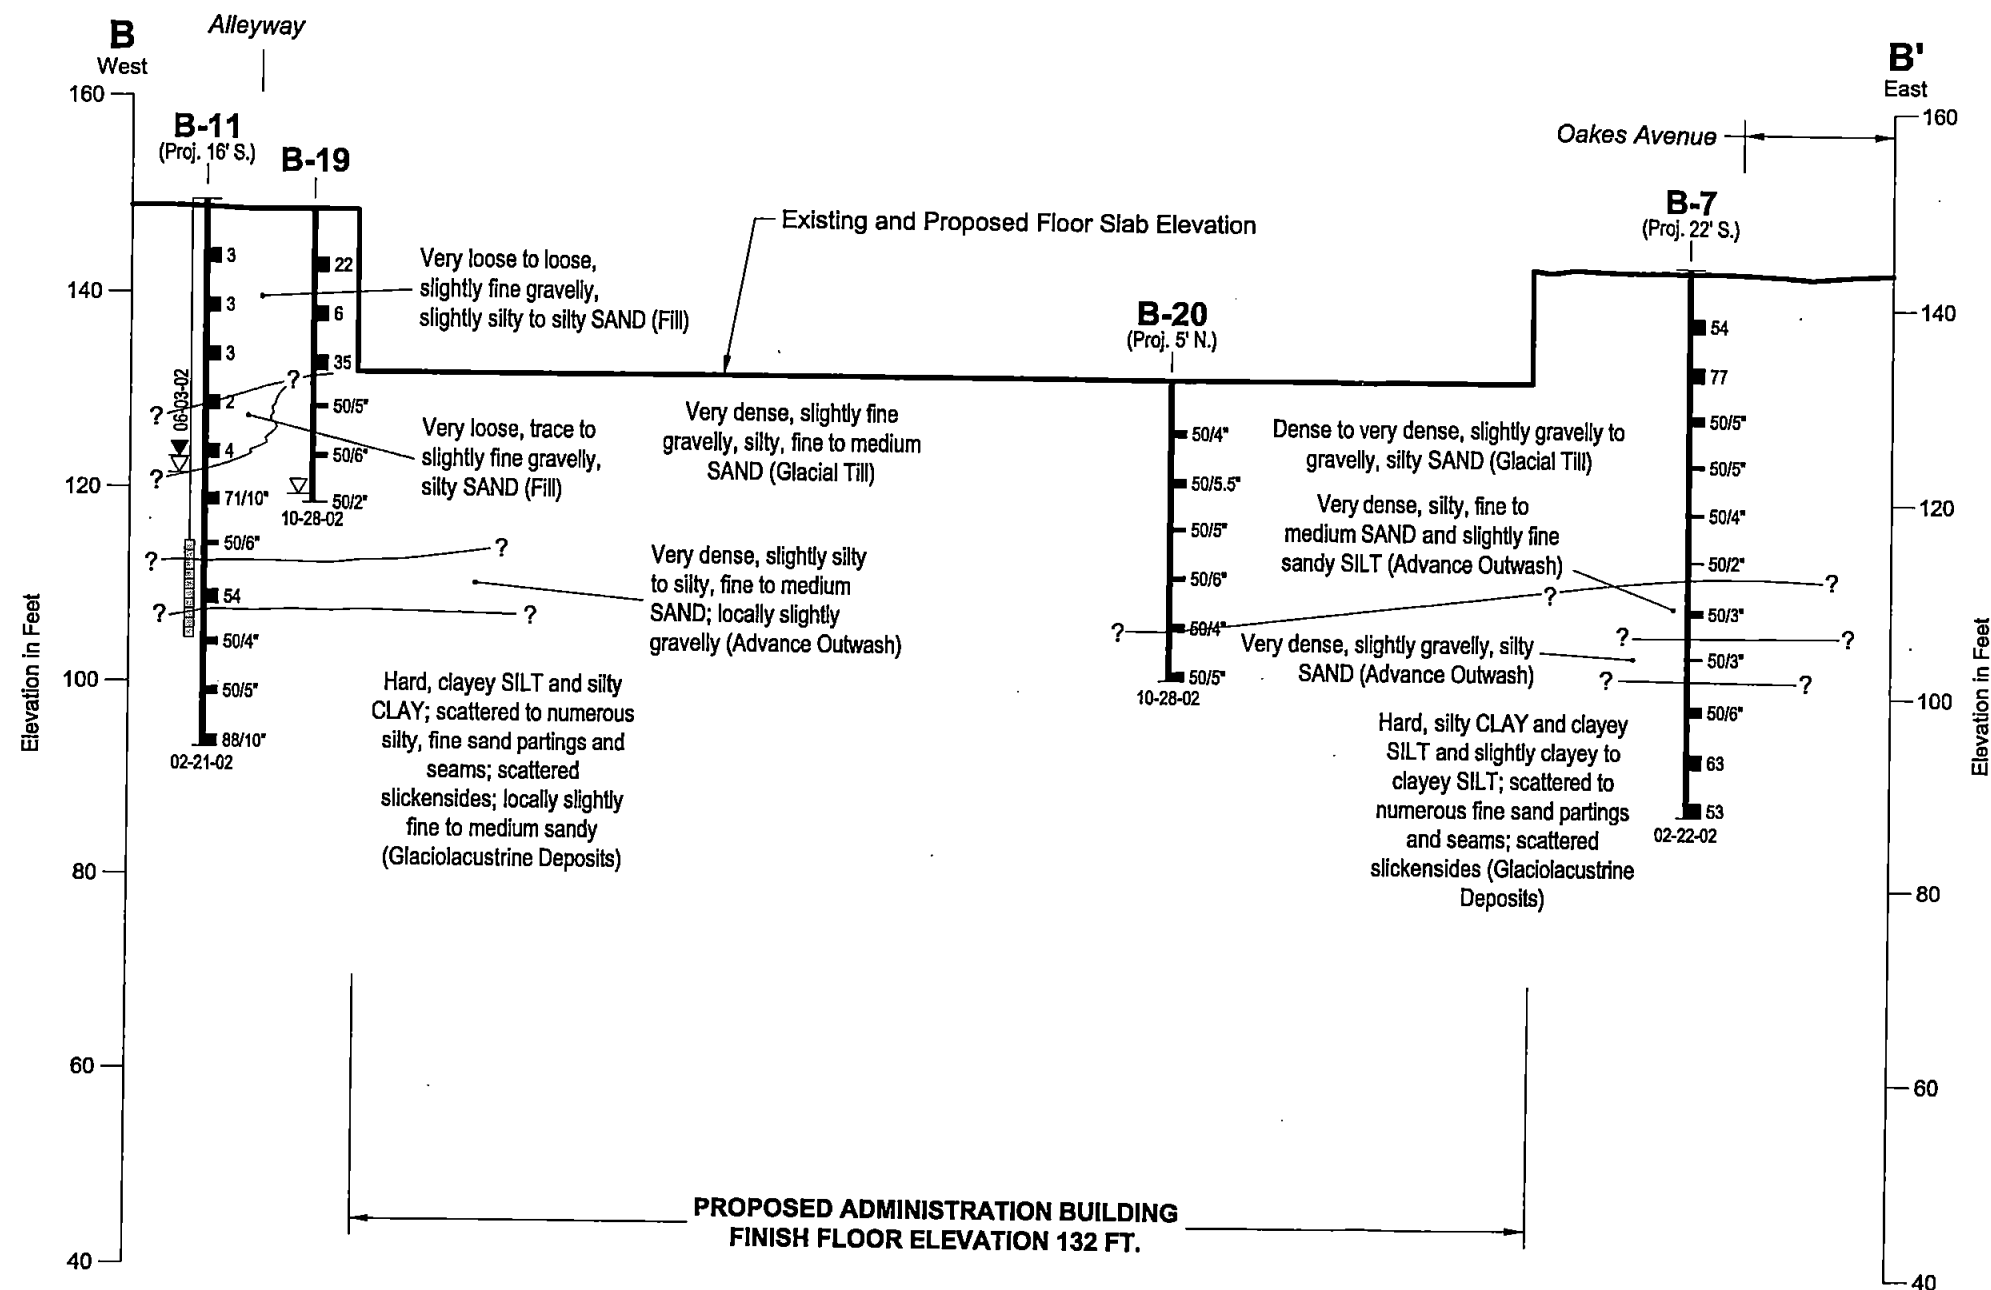 B
West
Alleyway
B'
East
160
140
120
100
80
60
40
Elevation in Feet
B-11
(Proj. 16' S.)
3
3
3
2
4
71/10"
50/6"
54
50/4"
50/5"
88/10"
02-21-02
06-03-02
B-19
22
6
35
50/5"
50/6"
50/2"
10-28-02
Very loose to loose,
slightly fine gravelly,
slightly silty to silty SAND (Fill)
Very loose, trace to
slightly fine gravelly,
silty SAND (Fill)
Existing and Proposed Floor Slab Elevation
Very dense, slightly fine
gravelly, silty, fine to medium
SAND (Glacial Till)
Very dense, slightly silty
to silty, fine to medium
SAND; locally slightly
gravelly (Advance Outwash)
Hard, clayey SILT and silty
CLAY; scattered to numerous
silty, fine sand partings and
seams; scattered
slickensides; locally slightly
fine to medium sandy
(Glaciolacustrine Deposits)
?
?
?
?
?
?
?
B-20
(Proj. 5' N.)
50/4"
50/5.5"
50/5"
50/6"
50/4"
50/5"
10-28-02
Dense to very dense, slightly gravelly to
gravelly, silty SAND (Glacial Till)
Very dense, silty, fine to
medium SAND and slightly fine
sandy SILT (Advance Outwash)
Very dense, slightly gravelly, silty
SAND (Advance Outwash)
Hard, silty CLAY and clayey
SILT and slightly clayey to
clayey SILT; scattered to
numerous fine sand partings
and seams; scattered
slickensides (Glaciolacustrine
Deposits)
?
?
?
?
?
?
?
Oakes Avenue
B-7
(Proj. 22' S.)
54
77
50/5"
50/5"
50/4"
50/2"
50/3"
50/3"
50/6"
63
53
02-22-02
160
140
120
100
80
60
40
Elevation in Feet
PROPOSED ADMINISTRATION BUILDING
FINISH FLOOR ELEVATION 132 FT.